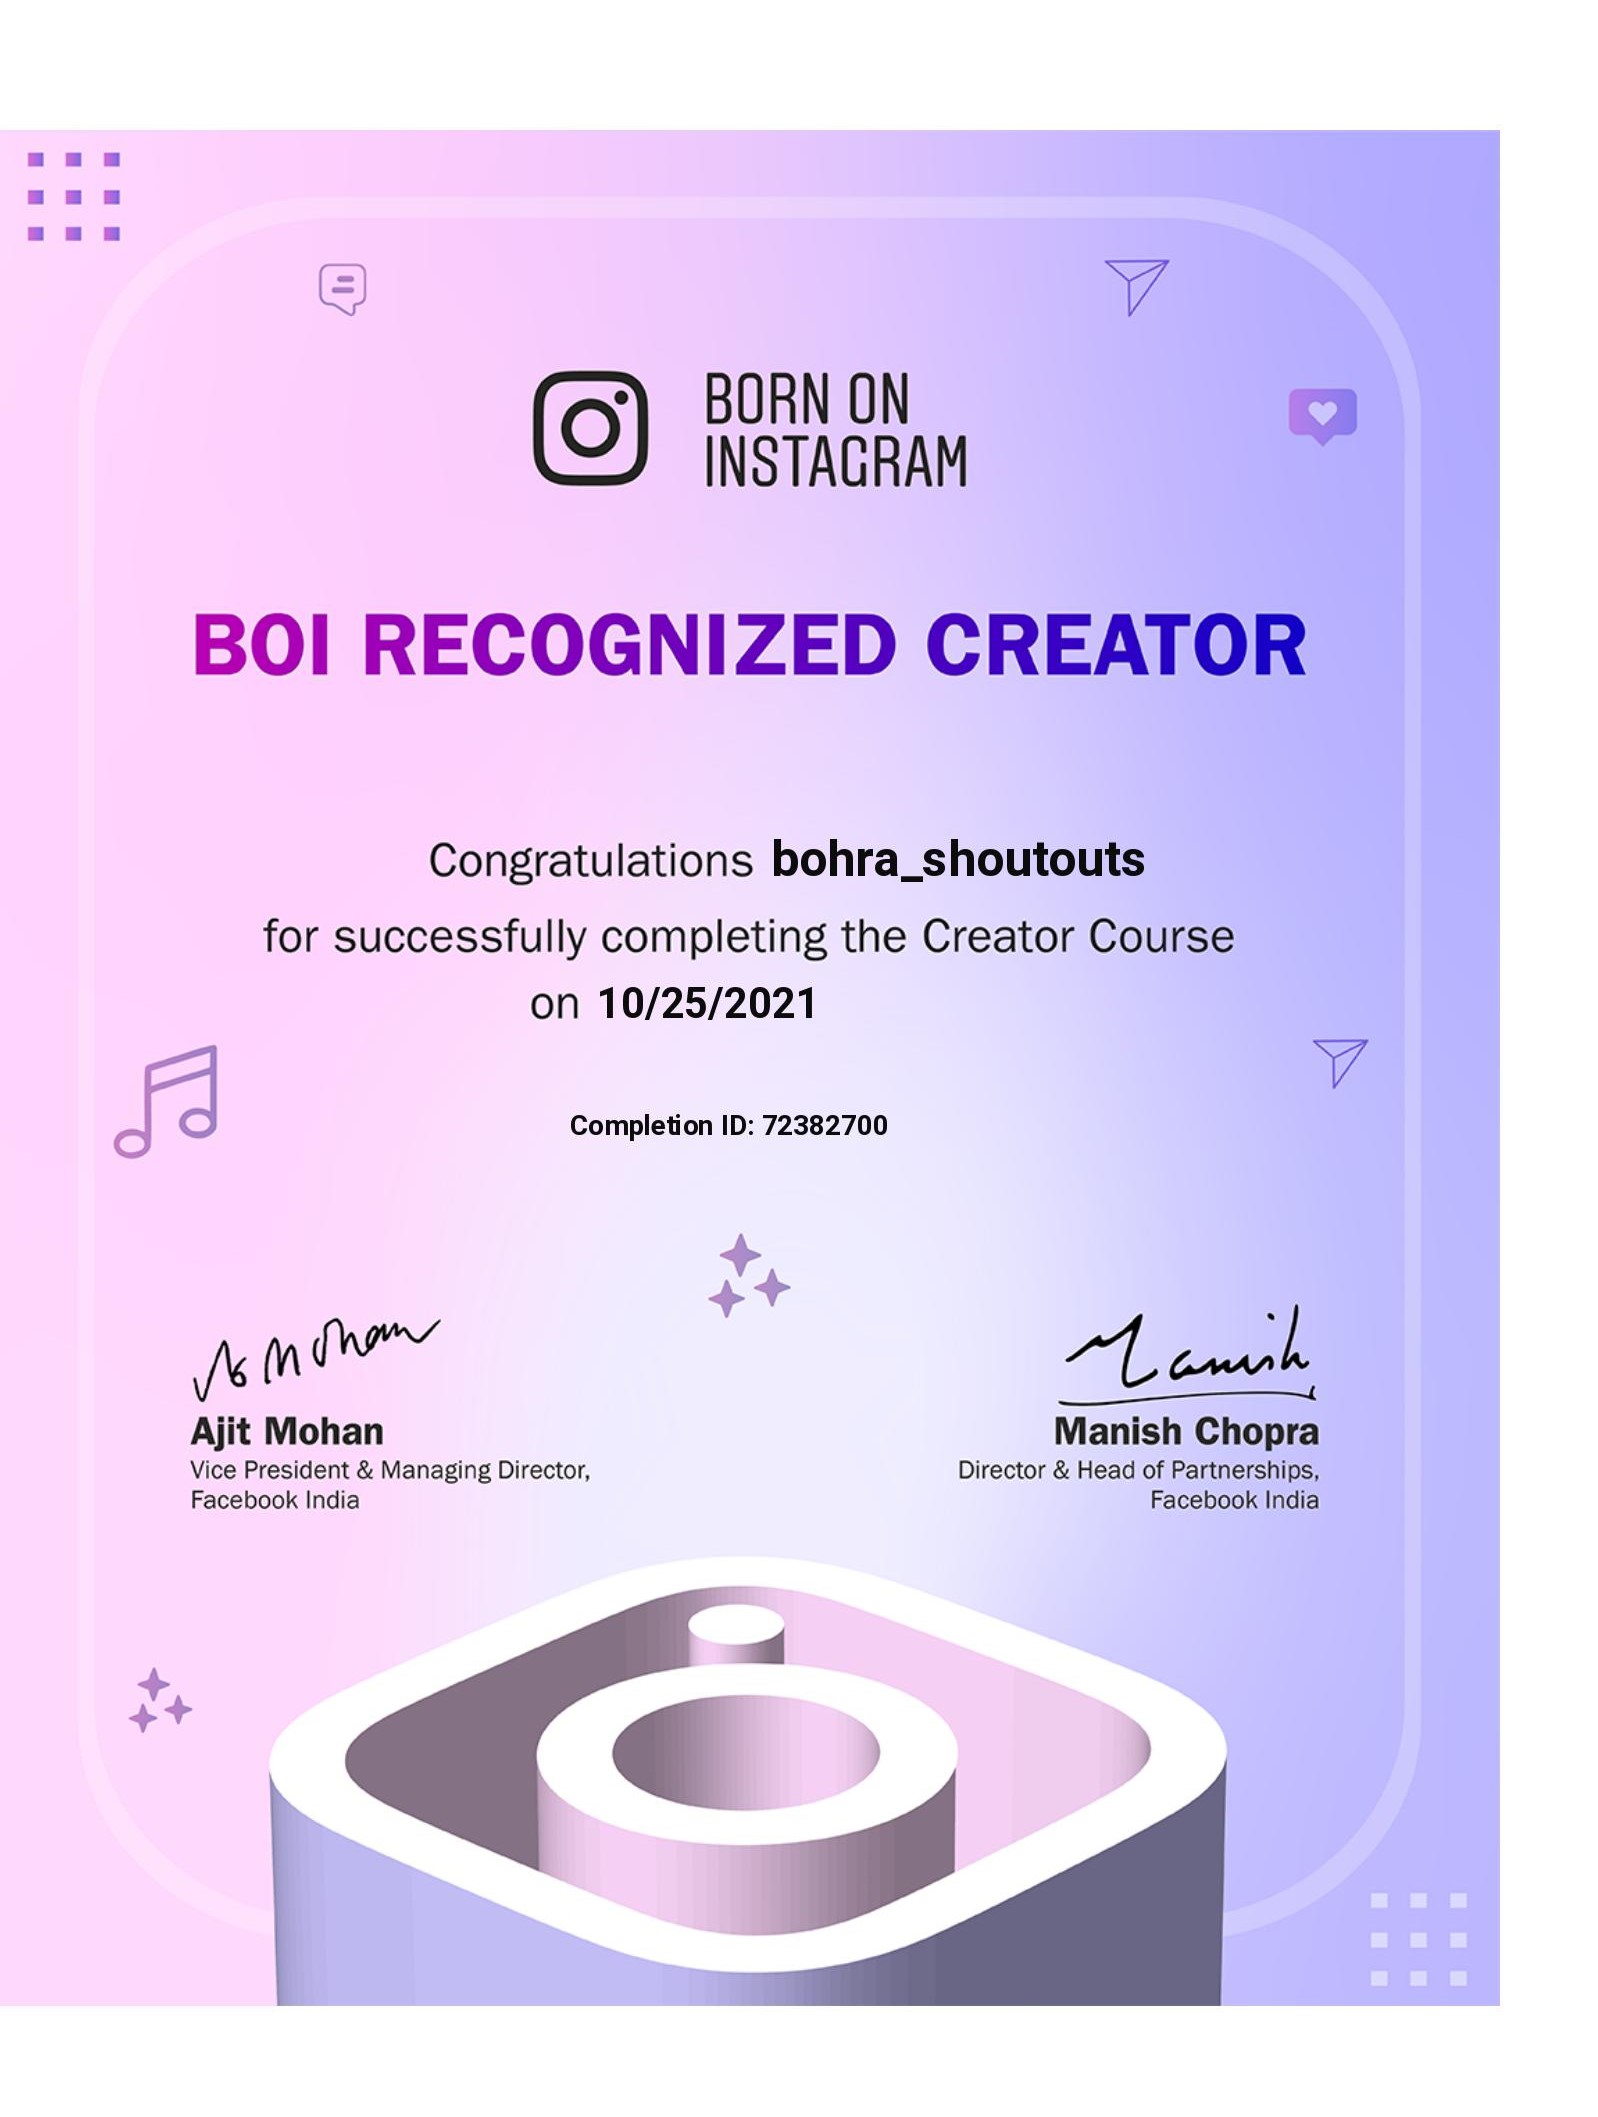 BORN ON
INSTAGRAM
BOI RECOGNIZED CREATOR
Congratulations bohra_shoutouts
for successfully completing the Creator Course
on 10/25/2021
Completion ID: 72382700
A Mohan
Manish
Ajit Mohan
Vice President & Managing Director,
Facebook India
Manish Chopra
Director & Head of Partnerships,
Facebook India